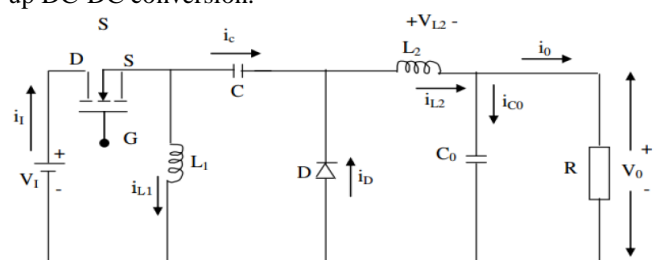 up DC-DC conversion.
S
+V_L2 -
i_c
L_2
i_0
D
S
C
i_L2
i_C0
i_I
G
+
V_I
-
L_1
i_L1
D
i_D
C_0
R
+
V_0
-